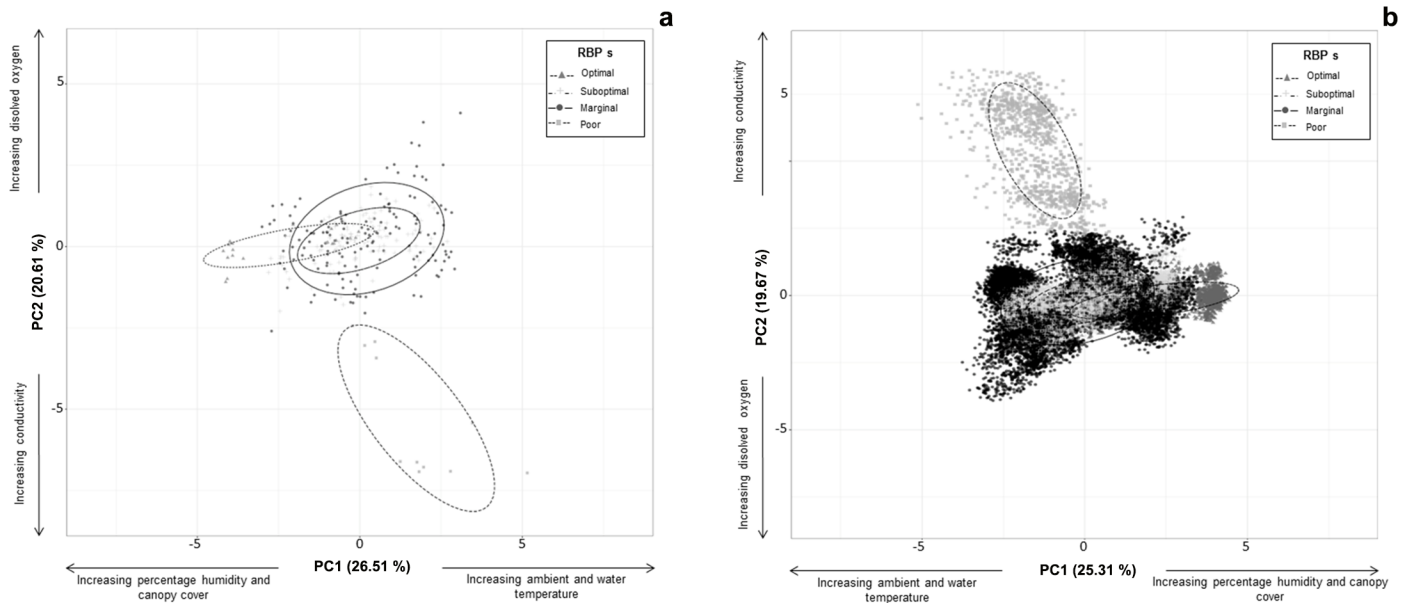 a
Increasing disolved oxygen
PC2 (20.61 %)
Increasing conductivity
5
0
-5
RBP s
Optimal
Suboptimal
Marginal
Poor
-5
0
5
PC1 (26.51 %)
Increasing percentage humidity and
canopy cover
Increasing ambient and water
temperature
b
Increasing conductivity
PC2 (19.67 %)
Increasing disolved oxygen
5
0
-5
RBP s
Optimal
Suboptimal
Marginal
Poor
-5
0
5
PC1 (25.31 %)
Increasing ambient and water
temperature
Increasing percentage humidity and canopy
cover